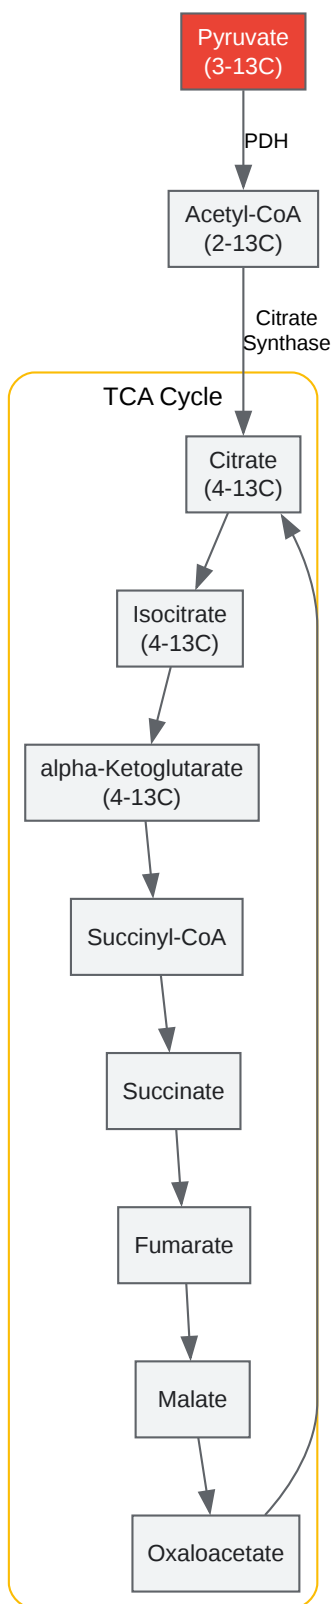 Pyruvate
(3-13C)
PDH
Acetyl-CoA
(2-13C)
Citrate
Synthase
TCA Cycle
Citrate
(4-13C)
Isocitrate
(4-13C)
alpha-Ketoglutarate
(4-13C)
Succinyl-CoA
Succinate
Fumarate
Malate
Oxaloacetate